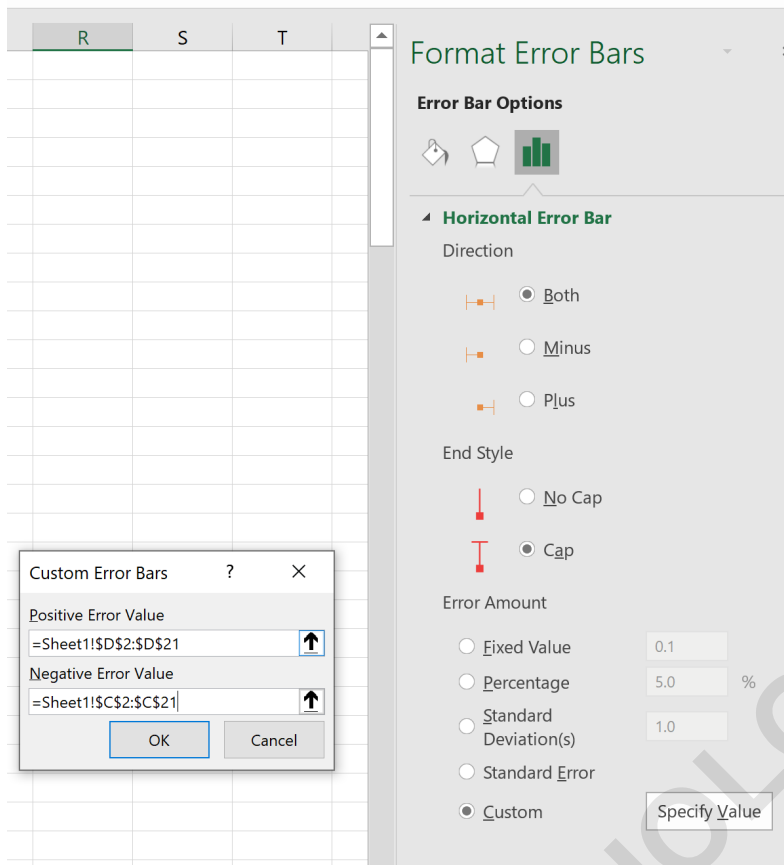 R S T
Format Error Bars
Error Bar Options
Horizontal Error Bar
Direction
Both
Minus
Plus
End Style
No Cap
Cap
Custom Error Bars ? ×
Positive Error Value
=Sheet1!$D$2:$D$21
Negative Error Value
=Sheet1!$C$2:$C$21
OK Cancel
Error Amount
Fixed Value 0.1
Percentage 5.0 %
Standard
Deviation(s) 1.0
Standard Error
Custom Specify Value